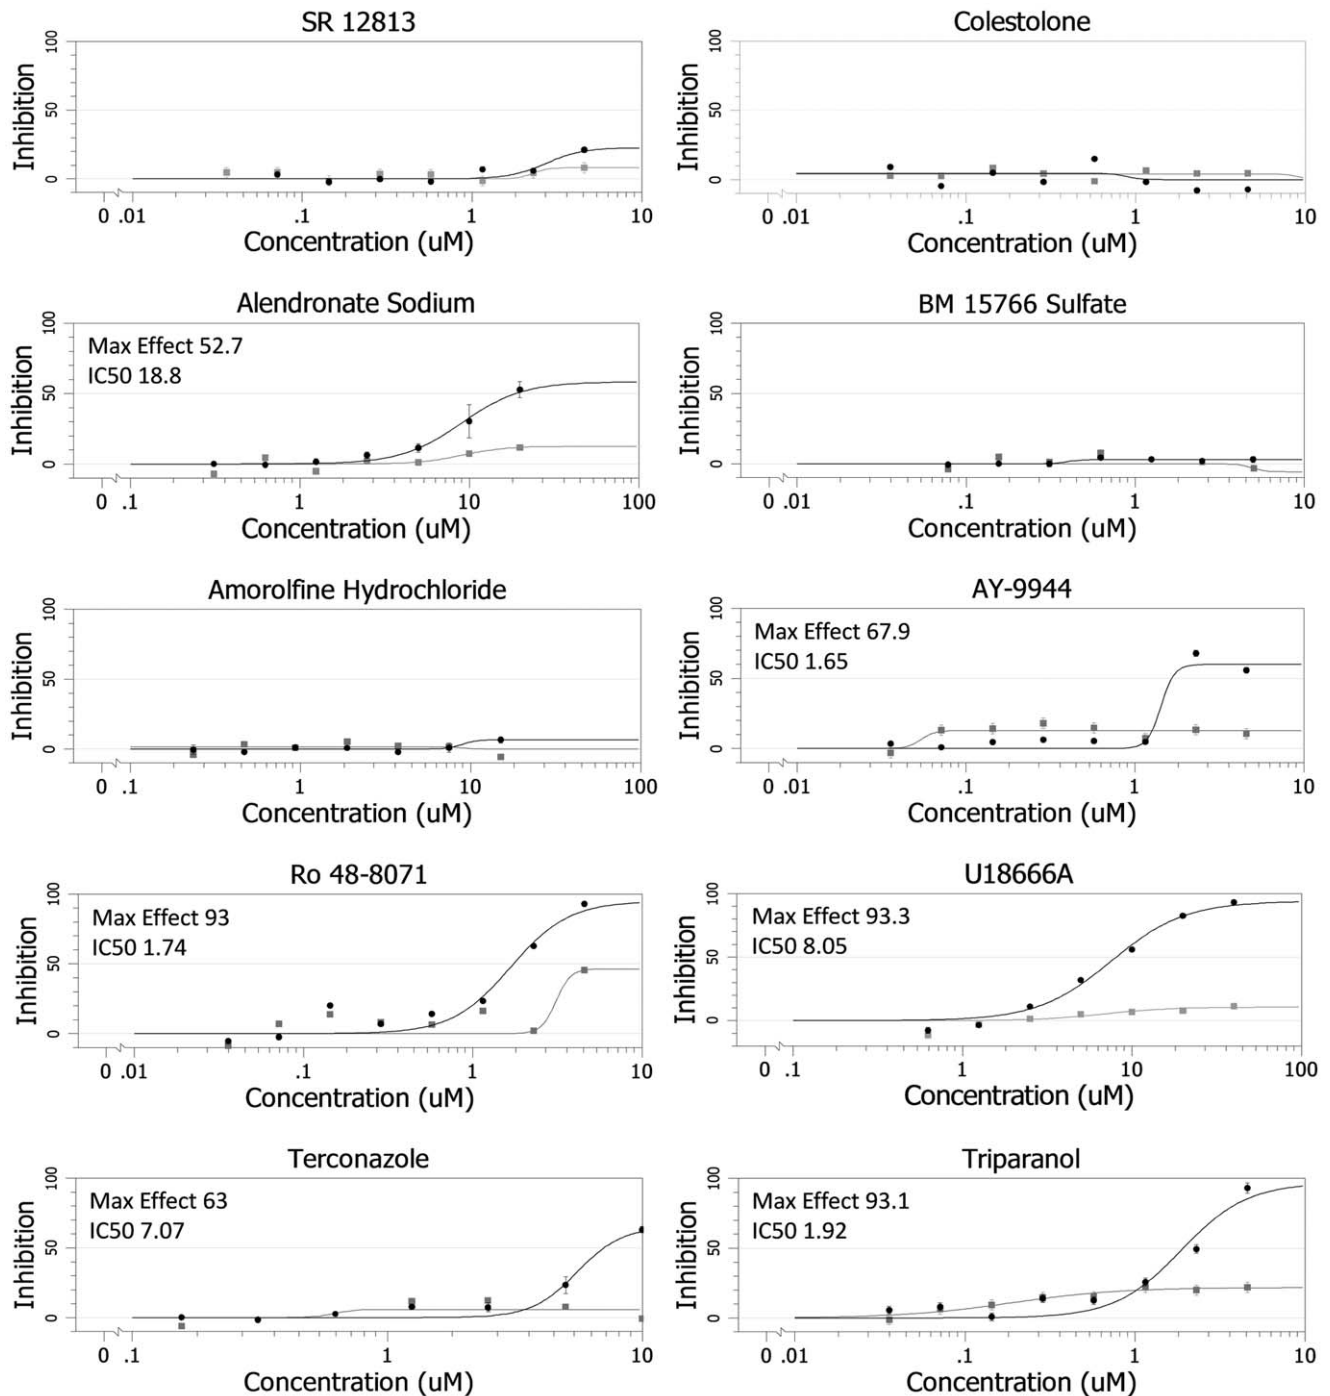 SR 12813
100
50
0
Inhibition
0 .01 .1 1 10
Concentration (uM)
Colestolone
100
50
0
Inhibition
0 .01 .1 1 10
Concentration (uM)
Alendronate Sodium
Max Effect 52.7
IC50 18.8
100
50
0
Inhibition
0 .1 1 10 100
Concentration (uM)
BM 15766 Sulfate
100
50
0
Inhibition
0 .01 .1 1 10
Concentration (uM)
Amorolfine Hydrochloride
100
50
0
Inhibition
0 .1 1 10 100
Concentration (uM)
AY-9944
Max Effect 67.9
IC50 1.65
100
50
0
Inhibition
0 .01 .1 1 10
Concentration (uM)
Ro 48-8071
Max Effect 93
IC50 1.74
100
50
0
Inhibition
0 .01 .1 1 10
Concentration (uM)
U18666A
Max Effect 93.3
IC50 8.05
100
50
0
Inhibition
0 .1 1 10 100
Concentration (uM)
Terconazole
Max Effect 63
IC50 7.07
100
50
0
Inhibition
0 .1 1 10
Concentration (uM)
Triparanol
Max Effect 93.1
IC50 1.92
100
50
0
Inhibition
0 .01 .1 1 10
Concentration (uM)